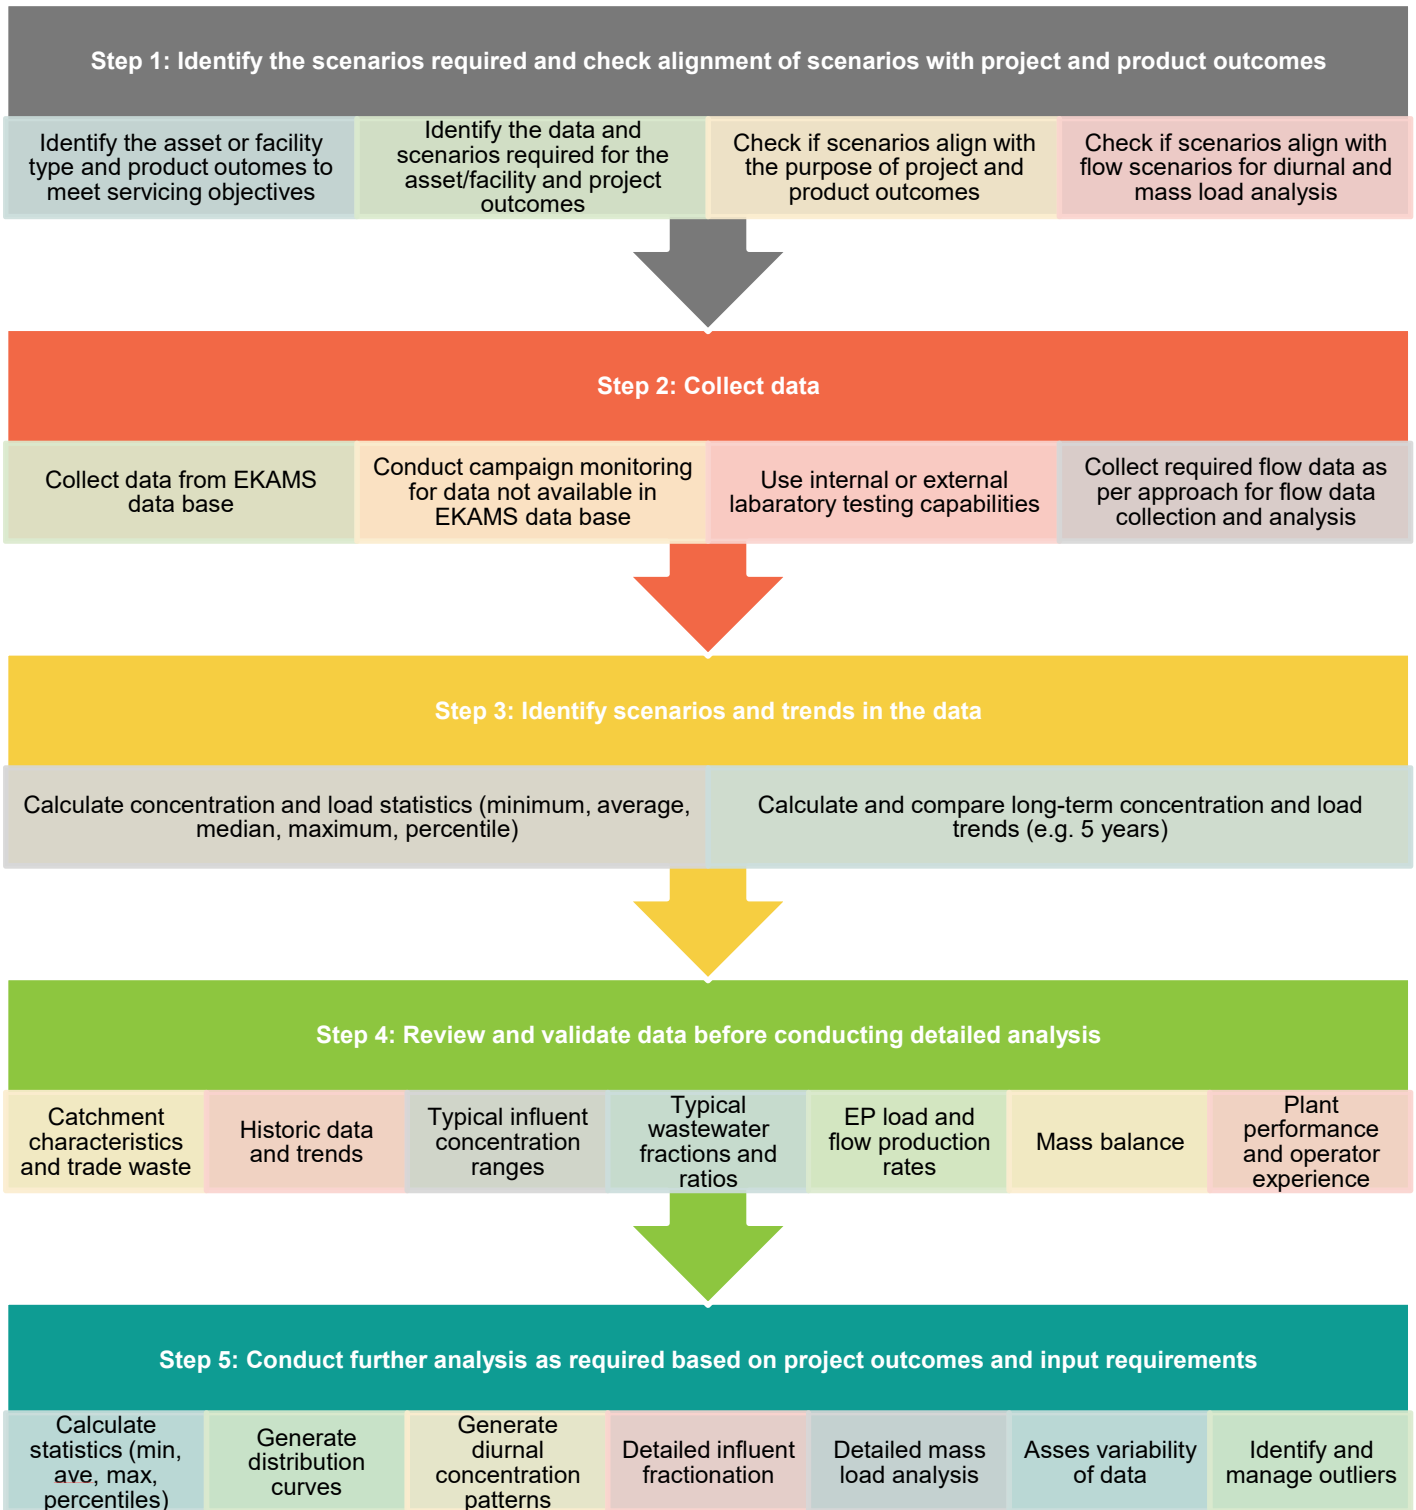 Step 1: Identify the scenarios required and check alignment of scenarios with project and product outcomes
Identify the asset or facility
type and product outomes to
meet servicing objectives
Identify the data and
scenarios required for the
asset/facility and project
outcomes
Check if scenarios align with
the purpose of project and
product outcomes
Check if scenarios align with
flow scenarios for diurnal and
mass load analysis
Step 2: Collect data
Collect data from EKAMS
data base
Conduct campaign monitoring
for data not available in
EKAMS data base
Use internal or external
labaratory testing capabilities
Collect required flow data as
per approach for flow data
collection and analysis
Step 3: Identify scenarios and trends in the data
Calculate concentration and load statistics (minimum, average,
median, maximum, percentile)
Calculate and compare long-term concentration and load
trends (e.g. 5 years)
Step 4: Review and validate data before conducting detailed analysis
Catchment
characteristics
and trade waste
Historic data
and trends
Typical influent
concentration
ranges
Typical
wastewater
fractions and
ratios
EP load and
flow production
rates
Mass balance
Plant
performance
and operator
experience
Step 5: Conduct further analysis as required based on project outcomes and input requirements
Calculate
statistics (min,
ave, max,
percentiles)
Generate
distribution
curves
Generate
diurnal
concentration
patterns
Detailed influent
fractionation
Detailed mass
load analysis
Asses variability
of data
Identify and
manage outliers